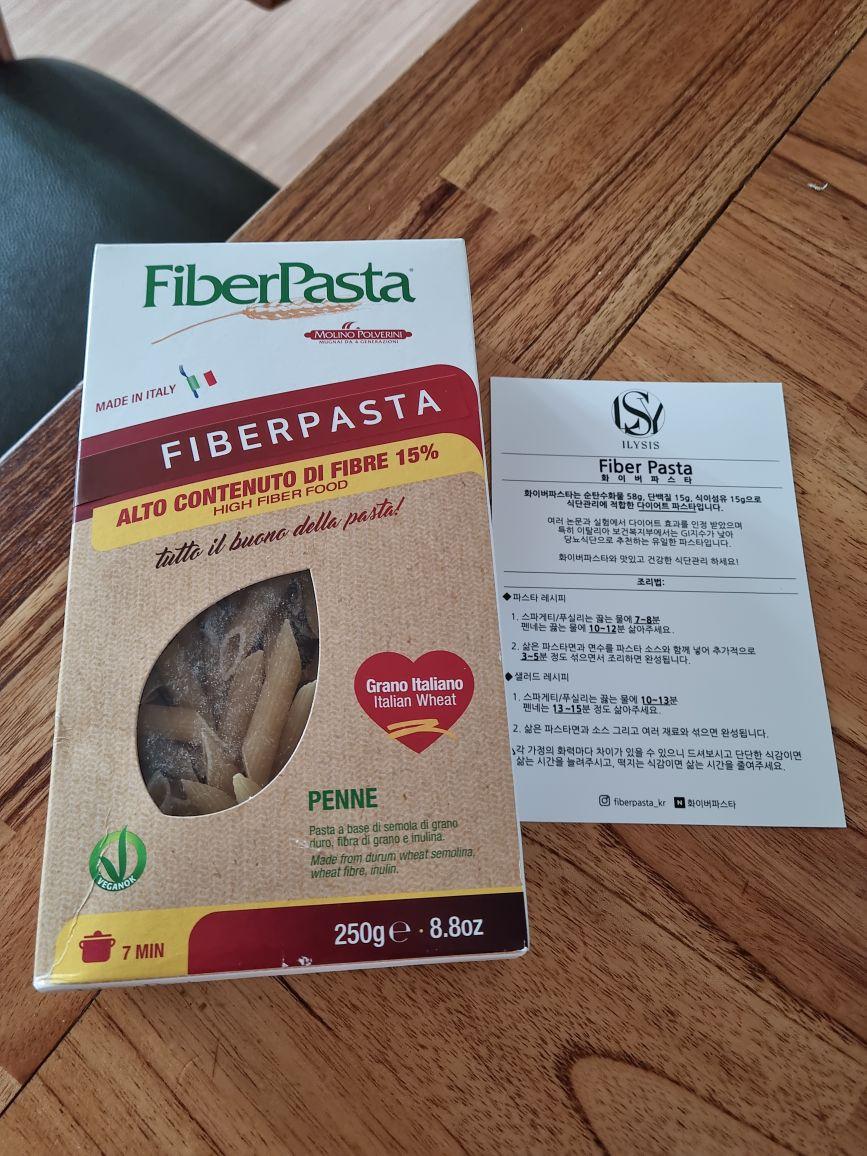 FiberPasta®
MOLINO POLVERINI
MUGNAI DA 4 GENERAZIONI
MADE IN ITALY
FIBERPASTA
ALTO CONTENUTO DI FIBRE 15%
HIGH FIBER FOOD
tutto il buono della pasta!
Grano Italiano
Italian Wheat
PENNE
Pasta a base di semola di grano
duro, fibra di grano e inulina.
Made from durum wheat semolina,
wheat fibre, inulin.
VEGANOK
7 MIN
250g e · 8.8oz
ISY
ILYSIS
Fiber Pasta
화이버파스타
화이버파스타는 순탄수화물 58g, 단백질 15g, 식이섬유 15g으로
식단관리에 적합한 다이어트 파스타입니다.
여러 논문과 실험에서 다이어트 효과를 인정 받았으며
특히 이탈리아 보건복지부에서는 GI지수가 낮아
당뇨식단으로 추천하는 유일한 파스타입니다.
화이버파스타와 맛있고 건강한 식단관리 하세요!
조리법:
◆파스타 레시피
1. 스파게티/푸실리는 끓는 물에 7~8분
펜네는 끓는 물에 10~12분 삶아주세요.
2. 삶은 파스타면과 면수를 파스타 소스와 함께 넣어 추가적으로
3~5분 정도 섞으면서 조리하면 완성됩니다.
◆샐러드 레시피
1. 스파게티/푸실리는 끓는 물에 10~13분
펜네는 13~15분 정도 삶아주세요.
2. 삶은 파스타면과 소스 그리고 여러 재료와 섞으면 완성됩니다.
각 가정의 화력마다 차이가 있을 수 있으니 드셔보시고 단단한 식감이면
삶는 시간을 늘려주시고, 떡지는 식감이면 삶는 시간을 줄여주세요.
fiberpasta_kr N 화이버파스타